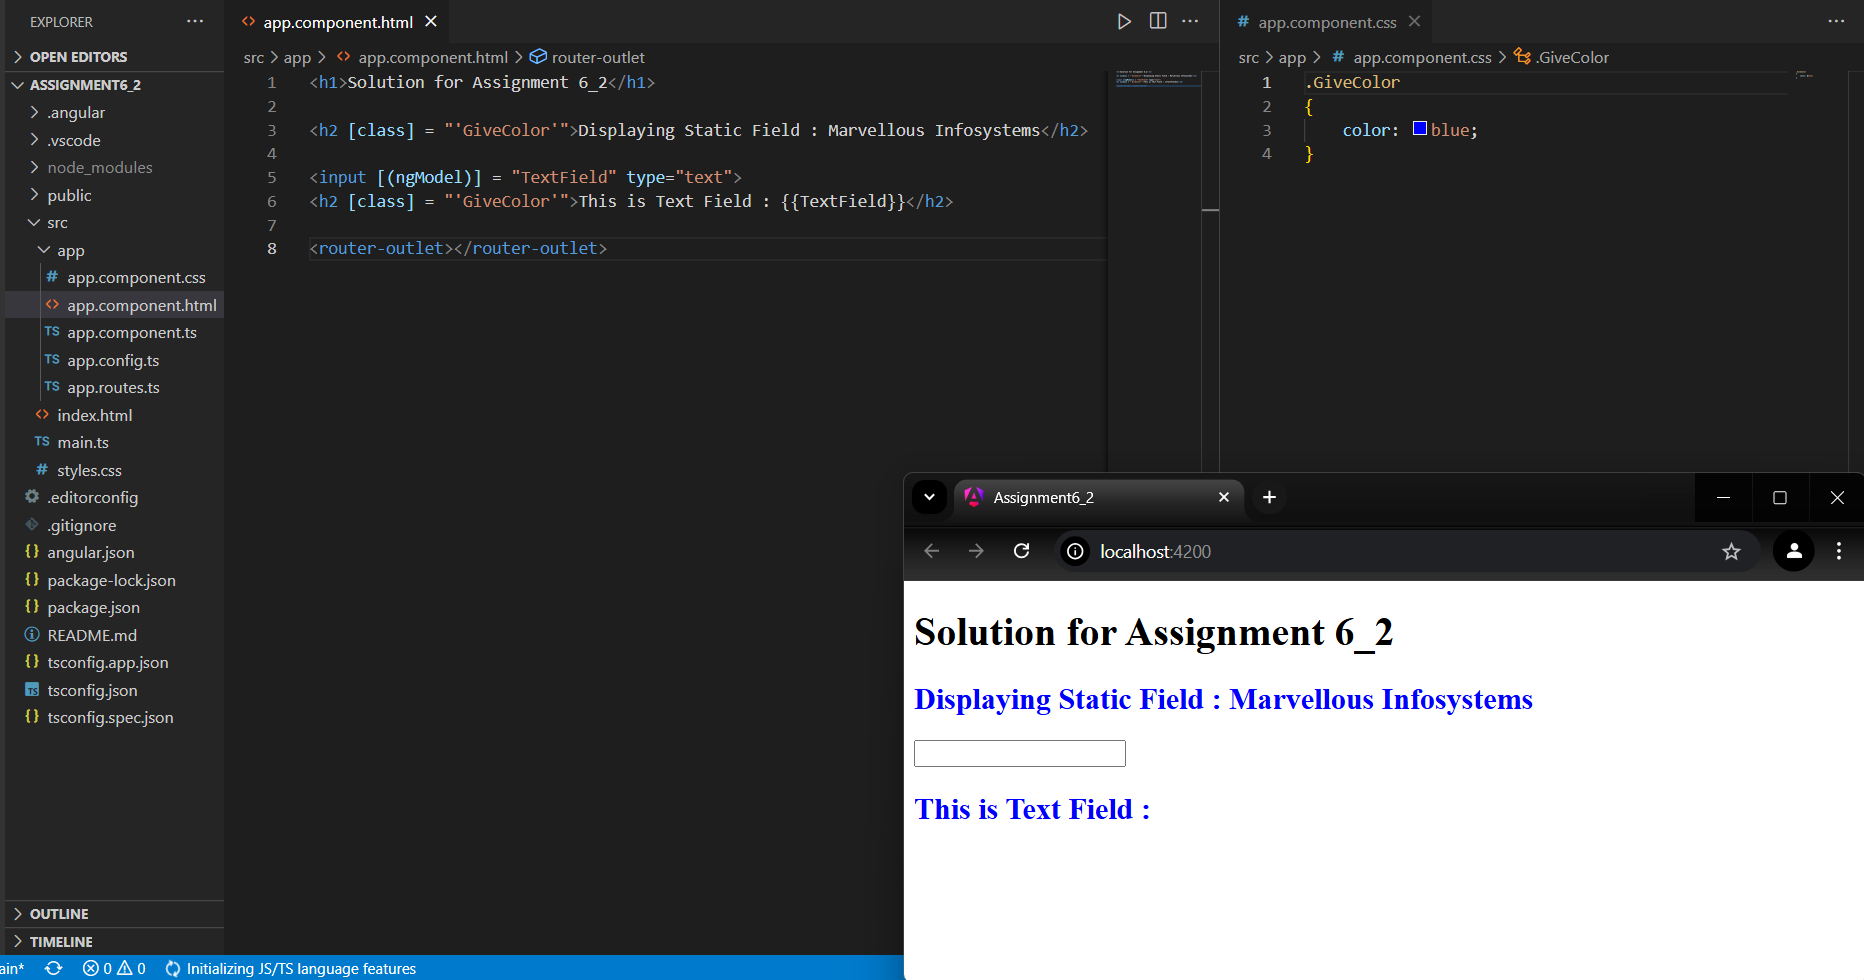 EXPLORER
OPEN EDITORS
ASSIGNMENT6_2
.angular
.vscode
node_modules
public
src
app
app.component.css
app.component.html
app.component.ts
app.config.ts
app.routes.ts
index.html
main.ts
styles.css
.editorconfig
.gitignore
angular.json
package-lock.json
package.json
README.md
tsconfig.app.json
tsconfig.json
tsconfig.spec.json
OUTLINE
TIMELINE
app.component.html
src > app > app.component.html > router-outlet
1 <h1>Solution for Assignment 6_2</h1>
2
3 <h2 [class] = "'GiveColor'">Displaying Static Field : Marvellous Infosystems</h2>
4
5 <input [(ngModel)] = "TextField" type="text">
6 <h2 [class] = "'GiveColor'">This is Text Field : {{TextField}}</h2>
7
8 <router-outlet></router-outlet>
# app.component.css
src > app > # app.component.css > .GiveColor
1 .GiveColor
2 {
3 color: blue;
4 }
Assignment6_2
localhost:4200
Solution for Assignment 6_2
Displaying Static Field : Marvellous Infosystems
This is Text Field :
ain* 0 0 Initializing JS/TS language features